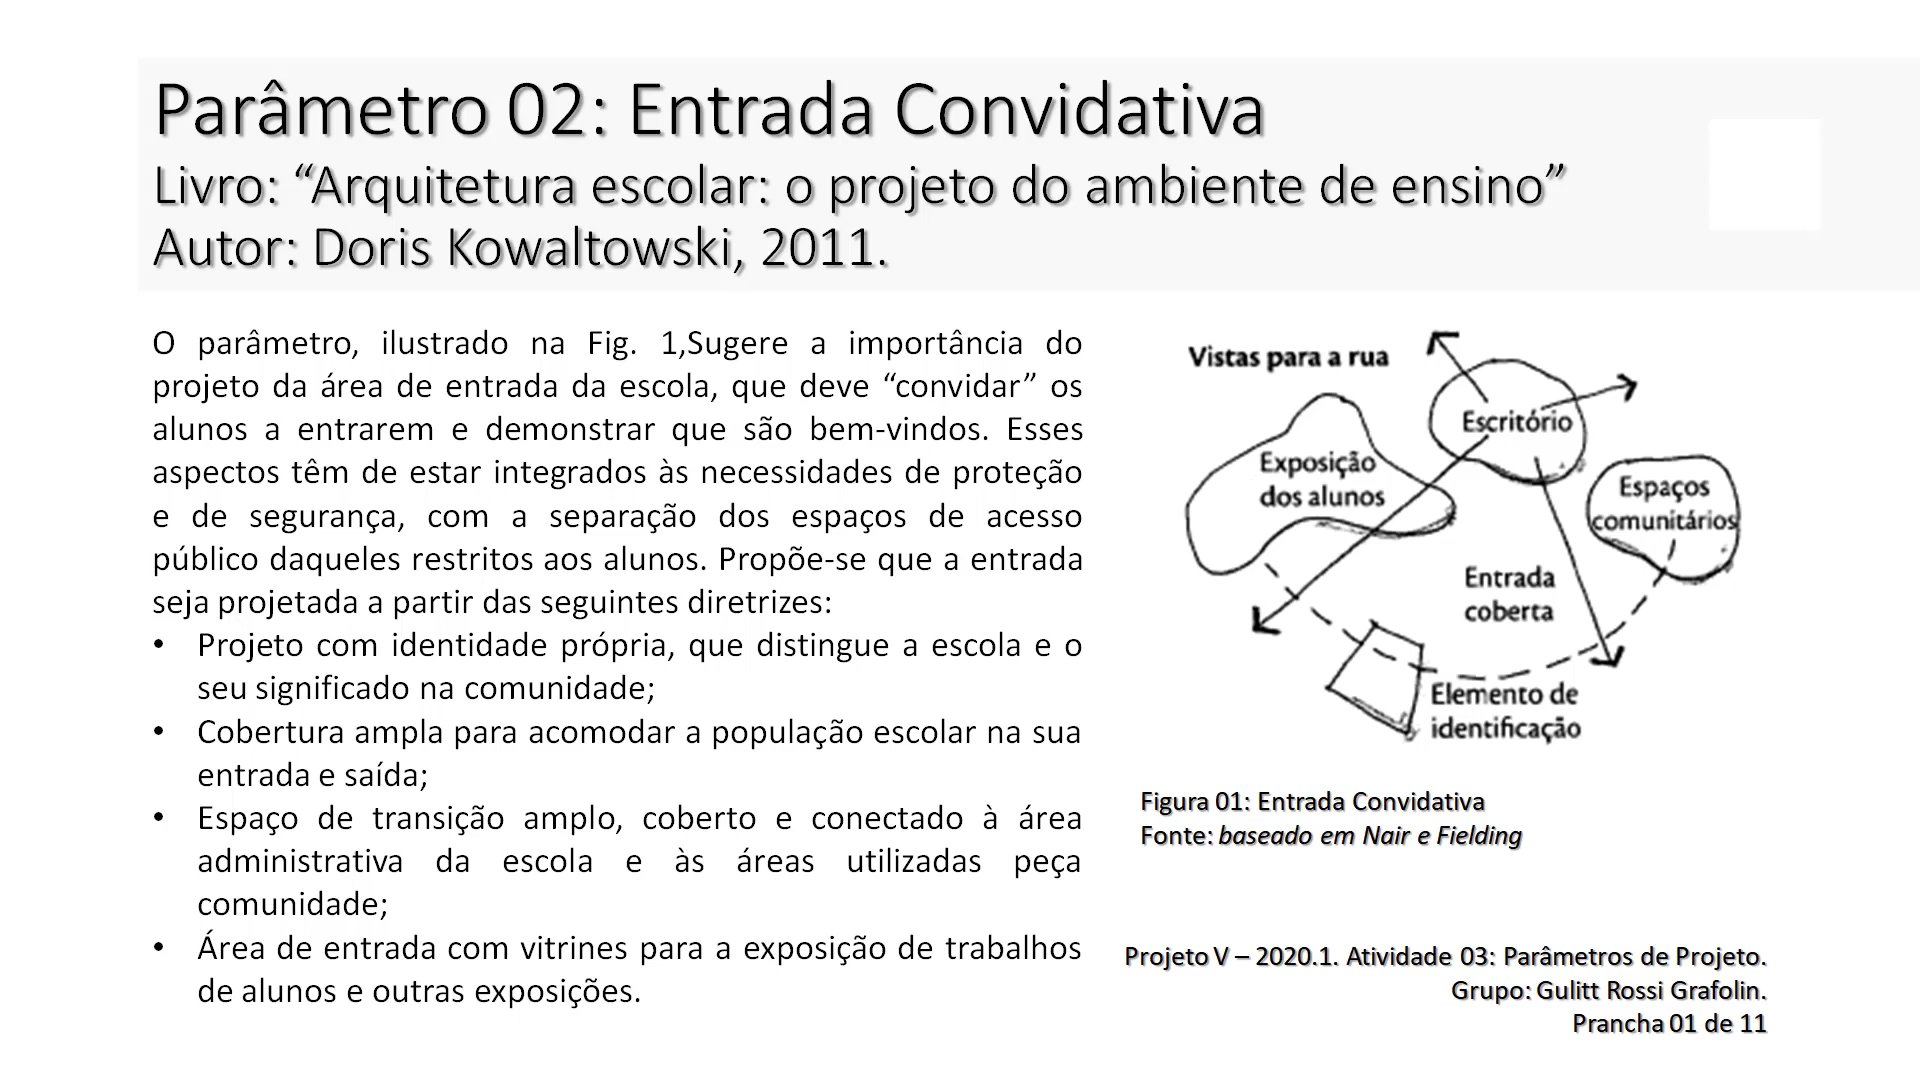 Parâmetro 02: Entrada Convidativa
Livro: “Arquitetura escolar: o projeto do ambiente de ensino”
Autor: Doris Kowaltowski, 2011.
O parâmetro, ilustrado na Fig. 1,Sugere a importância do
projeto da área de entrada da escola, que deve “convidar” os
alunos a entrarem e demonstrar que são bem-vindos. Esses
aspectos têm de estar integrados às necessidades de proteção
e de segurança, com a separação dos espaços de acesso
público daqueles restritos aos alunos. Propõe-se que a entrada
seja projetada a partir das seguintes diretrizes:
• Projeto com identidade própria, que distingue a escola e o
seu significado na comunidade;
• Cobertura ampla para acomodar a população escolar na sua
entrada e saída;
• Espaço de transição amplo, coberto e conectado à área
administrativa da escola e às áreas utilizadas peça
comunidade;
• Área de entrada com vitrines para a exposição de trabalhos
de alunos e outras exposições.
Vistas para a rua
Escritório
Exposição
dos alunos
Espaços
comunitários
Entrada
coberta
Elemento de
identificação
Figura 01: Entrada Convidativa
Fonte: baseado em Nair e Fielding
Projeto V – 2020.1. Atividade 03: Parâmetros de Projeto.
Grupo: Gulitt Rossi Grafolin.
Prancha 01 de 11